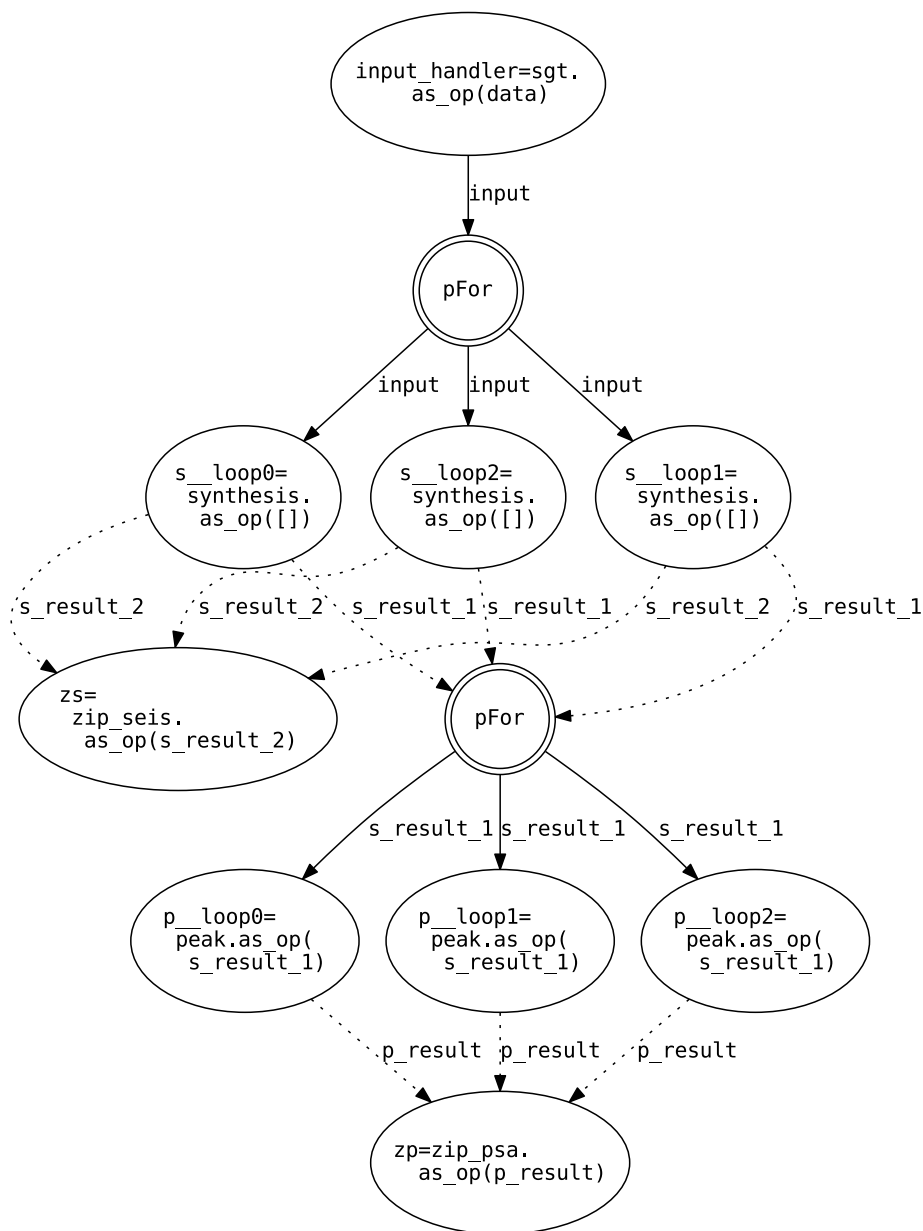 input_handler=sgt.
as_op(data)
input
pFor
input
input
input
s__loop0=
synthesis.
as_op([])
s__loop2=
synthesis.
as_op([])
s__loop1=
synthesis.
as_op([])
s_result_2
s_result_2
s_result_1
s_result_1
s_result_2
s_result_1
zs=
zip_seis.
as_op(s_result_2)
pFor
s_result_1
s_result_1
s_result_1
p__loop0=
peak.as_op(
s_result_1)
p__loop1=
peak.as_op(
s_result_1)
p__loop2=
peak.as_op(
s_result_1)
p_result
p_result
p_result
zp=zip_psa.
as_op(p_result)